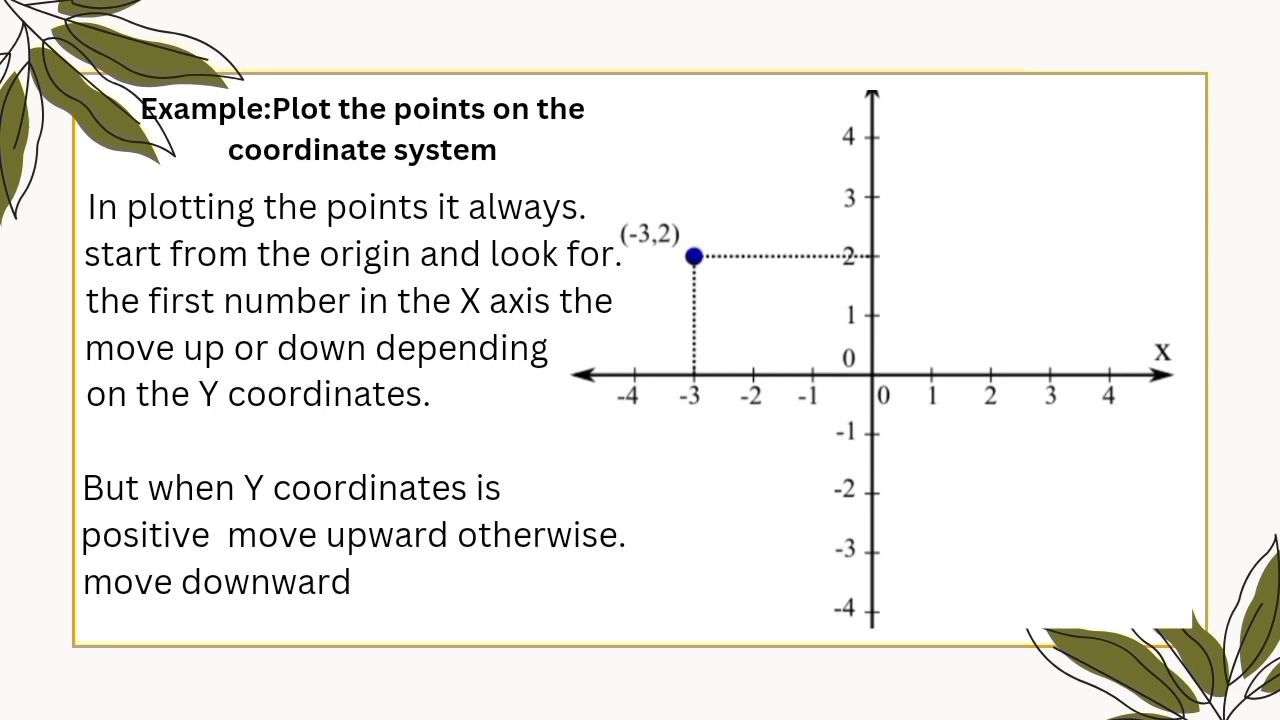 Example:Plot the points on the
coordinate system
In plotting the points it always.
start from the origin and look for.
the first number in the X axis the
move up or down depending
on the Y coordinates.
But when Y coordinates is
positive  move upward otherwise.
move downward
4
3
(-3,2)
2
1
0
X
-4 -3 -2 -1 0 1 2 3 4
-1
-2
-3
-4